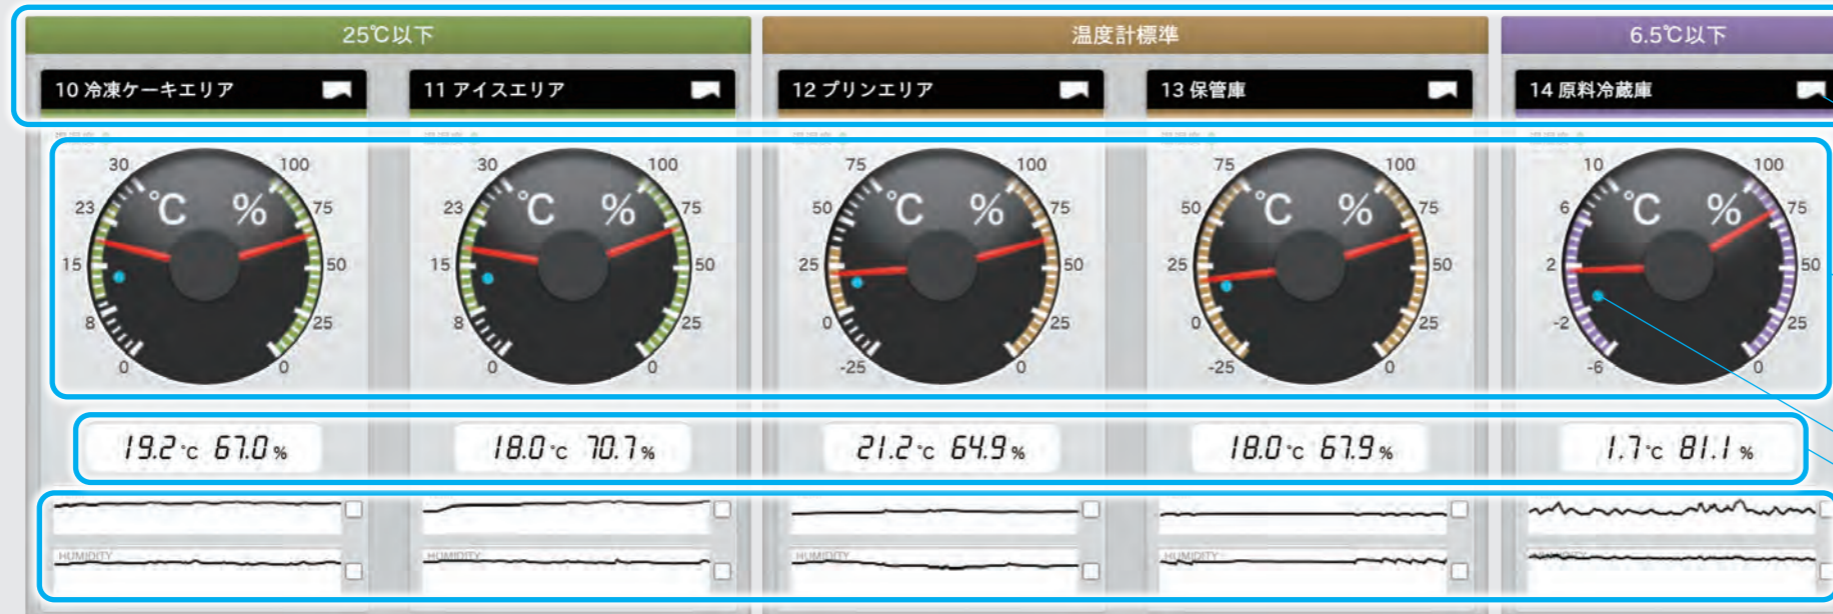 25℃以下
温度計標準
6.5℃以下
10 冷凍ケーキエリア
11 アイスエリア
12 プリンエリア
13 保管庫
14 原料冷蔵庫
30 100
23 ℃ % 75
15 50
8 25
0 0
30 100
23 ℃ % 75
15 50
8 25
0 0
75 100
50 ℃ % 75
25 50
0 25
-25 0
75 100
50 ℃ % 75
25 50
0 25
-25 0
10 100
6 ℃ % 75
2 50
-2 25
-6 0
19.2℃ 67.0%
18.0℃ 70.7%
21.2℃ 64.9%
18.0℃ 67.9%
1.7℃ 81.1%
HUMIDITY
HUMIDITY
HUMIDITY
HUMIDITY
HUMIDITY